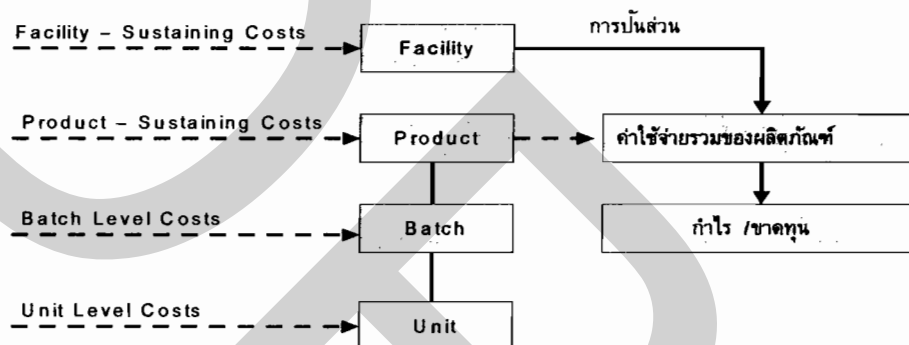 Facility – Sustaining Costs
Facility
การปันส่วน
Product – Sustaining Costs
Product
ค่าใช้จ่ายรวมของผลิตภัณฑ์
Batch Level Costs
Batch
กำไร /ขาดทุน
Unit Level Costs
Unit